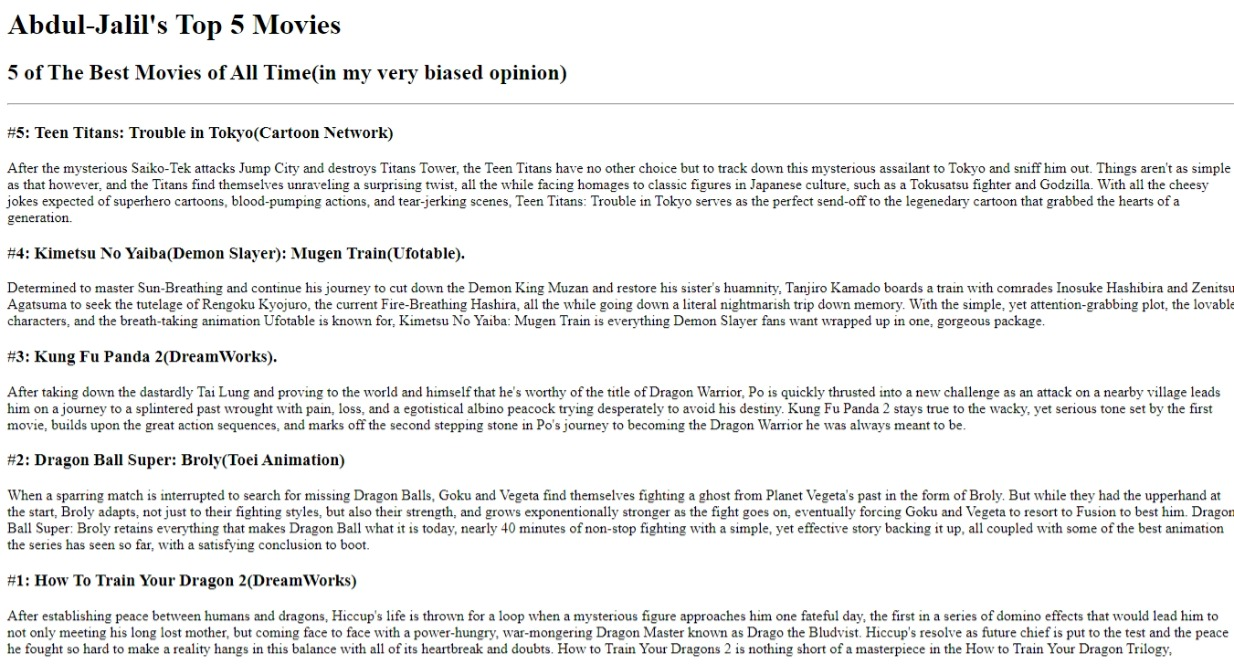 Abdul-Jalil's Top 5 Movies
5 of The Best Movies of All Time(in my very biased opinion)
#5: Teen Titans: Trouble in Tokyo(Cartoon Network)
After the mysterious Saiko-Tek attacks Jump City and destroys Titans Tower, the Teen Titans have no other choice but to track down this mysterious assailant to Tokyo and sniff him out. Things aren't as simple
as that however, and the Titans find themselves unraveling a surprising twist, all the while facing homages to classic figures in Japanese culture, such as a Tokusatsu fighter and Godzilla. With all the cheesy
jokes expected of superhero cartoons, blood-pumping actions, and tear-jerking scenes, Teen Titans: Trouble in Tokyo serves as the perfect send-off to the legenedary cartoon that grabbed the hearts of a
generation.
#4: Kimetsu No Yaiba(Demon Slayer): Mugen Train(Ufotable).
Determined to master Sun-Breathing and continue his journey to cut down the Demon King Muzan and restore his sister's huamnity, Tanjiro Kamado boards a train with comrades Inosuke Hashibira and Zenitsu
Agatsuma to seek the tutelage of Rengoku Kyojuro, the current Fire-Breathing Hashira, all the while going down a literal nightmarish trip down memory. With the simple, yet attention-grabbing plot, the lovable
characters, and the breath-taking animation Ufotable is known for, Kimetsu No Yaiba: Mugen Train is everything Demon Slayer fans want wrapped up in one, gorgeous package.
#3: Kung Fu Panda 2(DreamWorks).
After taking down the dastardly Tai Lung and proving to the world and himself that he's worthy of the title of Dragon Warrior, Po is quickly thrusted into a new challenge as an attack on a nearby village leads
him on a journey to a splintered past wrought with pain, loss, and a egotistical albino peacock trying desperately to avoid his destiny. Kung Fu Panda 2 stays true to the wacky, yet serious tone set by the first
movie, builds upon the great action sequences, and marks off the second stepping stone in Po's journey to becoming the Dragon Warrior he was always meant to be.
#2: Dragon Ball Super: Broly(Toei Animation)
When a sparring match is interrupted to search for missing Dragon Balls, Goku and Vegeta find themselves fighting a ghost from Planet Vegeta's past in the form of Broly. But while they had the upperhand at
the start, Broly adapts, not just to their fighting styles, but also their strength, and grows exponentionally stronger as the fight goes on, eventually forcing Goku and Vegeta to resort to Fusion to best him. Dragon
Ball Super: Broly retains everything that makes Dragon Ball what it is today, nearly 40 minutes of non-stop fighting with a simple, yet effective story backing it up, all coupled with some of the best animation
the series has seen so far, with a satisfying conclusion to boot.
#1: How To Train Your Dragon 2(DreamWorks)
After establishing peace between humans and dragons, Hiccup's life is thrown for a loop when a mysterious figure approaches him one fateful day, the first in a series of domino effects that would lead him to
not only meeting his long lost mother, but coming face to face with a power-hungry, war-mongering Dragon Master known as Drago the Bludvist. Hiccup's resolve as future chief is put to the test and the peace
he fought so hard to make a reality hangs in this balance with all of its heartbreak and doubts. How to Train Your Dragons 2 is nothing short of a masterpiece in the How to Train Your Dragon Trilogy,